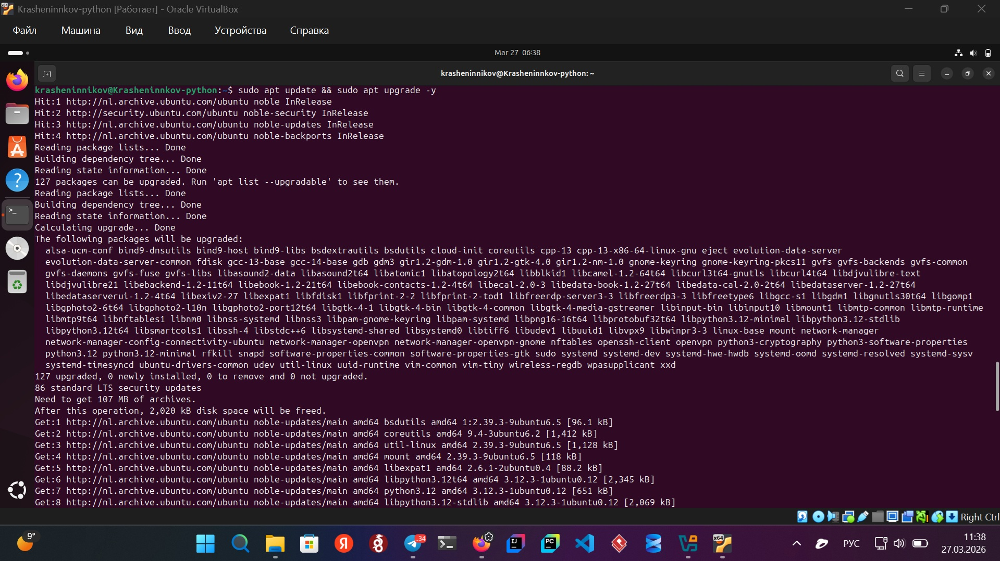 Krasheninnkov-python [Работает] - Oracle VirtualBox
Файл Машина Вид Ввод Устройства Справка
Mar 27 06:38
krasheninnikov@Krasheninnkov-python: ~
krasheninnikov@Krasheninnkov-python:~$ sudo apt update && sudo apt upgrade -y
Hit:1 http://nl.archive.ubuntu.com/ubuntu noble InRelease
Hit:2 http://security.ubuntu.com/ubuntu noble-security InRelease
Hit:3 http://nl.archive.ubuntu.com/ubuntu noble-updates InRelease
Hit:4 http://nl.archive.ubuntu.com/ubuntu noble-backports InRelease
Reading package lists... Done
Building dependency tree... Done
Reading state information... Done
127 packages can be upgraded. Run 'apt list --upgradable' to see them.
Reading package lists... Done
Building dependency tree... Done
Reading state information... Done
Calculating upgrade... Done
The following packages will be upgraded:
alsa-ucm-conf bind9-dnsutils bind9-host bind9-libs bsdextrautils bsdutils cloud-init coreutils cpp-13 cpp-13-x86-64-linux-gnu eject evolution-data-server
evolution-data-server-common fdisk gcc-13-base gcc-14-base gdb gdm3 gir1.2-gdm-1.0 gir1.2-gtk-4.0 gir1.2-nm-1.0 gnome-keyring gnome-keyring-pkcs11 gvfs gvfs-backends gvfs-common
gvfs-daemons gvfs-fuse gvfs-libs libasound2-data libasound2t64 libatomic1 libatopology2t64 libblkid1 libcamel-1.2-64t64 libcurl3t64-gnutls libcurl4t64 libdjvulibre-text
libdjvulibre21 libebackend-1.2-11t64 libebook-1.2-21t64 libebook-contacts-1.2-4t64 libecal-2.0-3 libedata-book-1.2-27t64 libedata-cal-2.0-2t64 libedataserver-1.2-27t64
libedataserverui-1.2-4t64 libexiv2-27 libexpat1 libfdisk1 libfprint-2-2 libfprint-2-tod1 libfreerdp-server3-3 libfreerdp3-3 libfreetype6 libgcc-s1 libgdm1 libgnutls30t64 libgomp1
libgphoto2-6t64 libgphoto2-l10n libgphoto2-port12t64 libgtk-4-1 libgtk-4-bin libgtk-4-common libgtk-4-media-gstreamer libinput-bin libinput10 libmount1 libmtp-common libmtp-runtime
libmtp9t64 libnftables1 libnm0 libnss-systemd libnss3 libpam-gnome-keyring libpam-systemd libpng16-16t64 libprotobuf32t64 libpython3.12-minimal libpython3.12-stdlib
libpython3.12t64 libsmartcols1 libssh-4 libstdc++6 libsystemd-shared libsystemd0 libtiff6 libudev1 libuuid1 libvpx9 libwinpr3-3 linux-base mount network-manager
network-manager-config-connectivity-ubuntu network-manager-openvpn network-manager-openvpn-gnome nftables openssh-client openvpn python3-cryptography python3-software-properties
python3.12 python3.12-minimal rfkill snapd software-properties-common software-properties-gtk sudo systemd systemd-dev systemd-hwe-hwdb systemd-oomd systemd-resolved systemd-sysv
systemd-timesyncd ubuntu-drivers-common udev util-linux uuid-runtime vim-common vim-tiny wireless-regdb wpasupplicant xxd
127 upgraded, 0 newly installed, 0 to remove and 0 not upgraded.
86 standard LTS security updates
Need to get 107 MB of archives.
After this operation, 2,020 kB disk space will be freed.
Get:1 http://nl.archive.ubuntu.com/ubuntu noble-updates/main amd64 bsdutils amd64 1:2.39.3-9ubuntu6.5 [96.1 kB]
Get:2 http://nl.archive.ubuntu.com/ubuntu noble-updates/main amd64 coreutils amd64 9.4-3ubuntu6.2 [1,412 kB]
Get:3 http://nl.archive.ubuntu.com/ubuntu noble-updates/main amd64 util-linux amd64 2.39.3-9ubuntu6.5 [1,128 kB]
Get:4 http://nl.archive.ubuntu.com/ubuntu noble-updates/main amd64 mount amd64 2.39.3-9ubuntu6.5 [118 kB]
Get:5 http://nl.archive.ubuntu.com/ubuntu noble-updates/main amd64 libexpat1 amd64 2.6.1-2ubuntu0.4 [88.2 kB]
Get:6 http://nl.archive.ubuntu.com/ubuntu noble-updates/main amd64 libpython3.12t64 amd64 3.12.3-1ubuntu0.12 [2,345 kB]
Get:7 http://nl.archive.ubuntu.com/ubuntu noble-updates/main amd64 python3.12 amd64 3.12.3-1ubuntu0.12 [651 kB]
Get:8 http://nl.archive.ubuntu.com/ubuntu noble-updates/main amd64 libpython3.12-stdlib amd64 3.12.3-1ubuntu0.12 [2,069 kB]
Right Ctrl
9°
Я
..34
IJ
PC
x64
РУС
11:38
27.03.2026